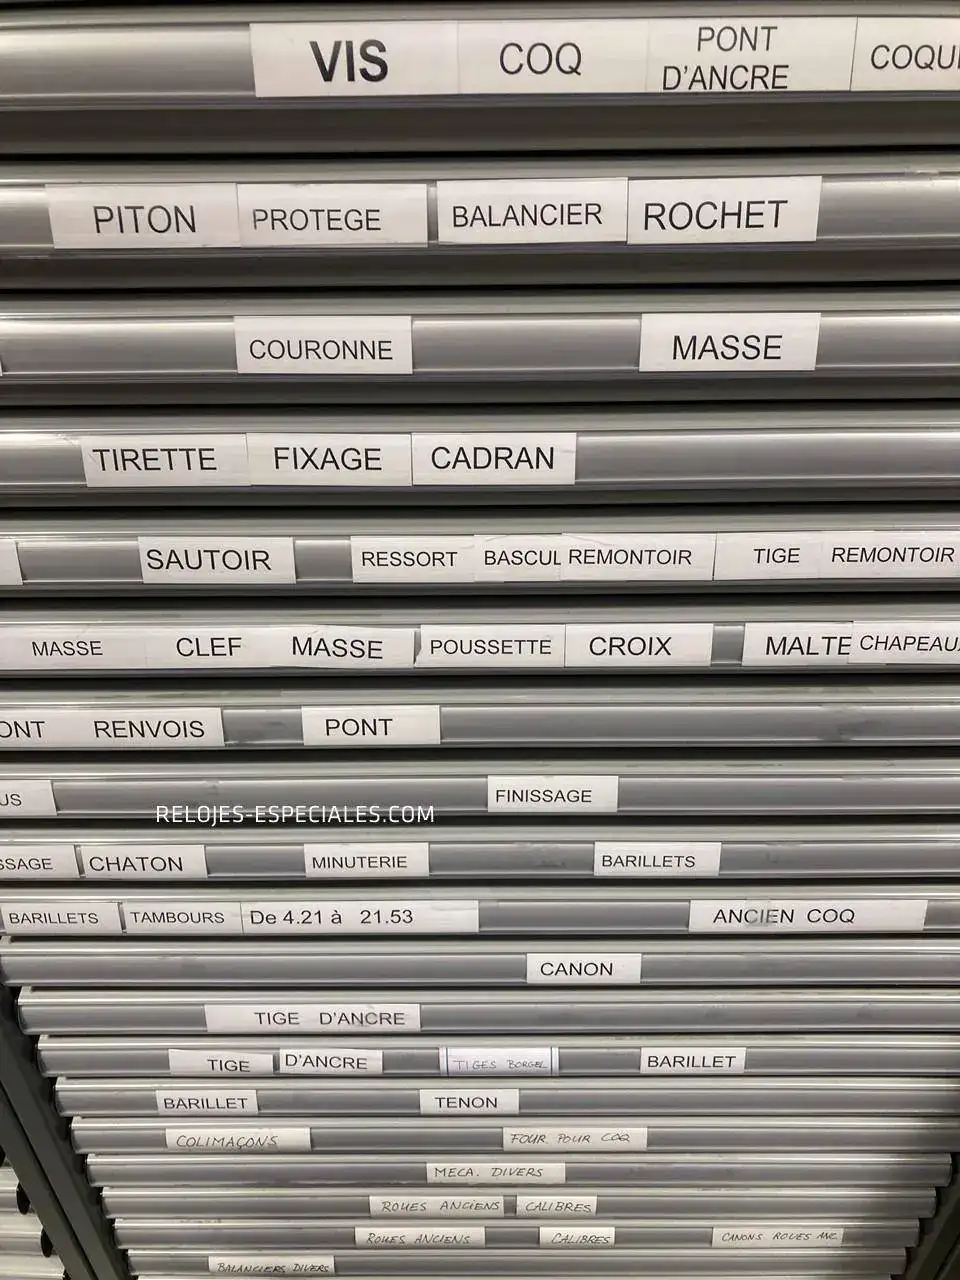 VIS COQ PONT D'ANCRE COQUI
PITON PROTEGE BALANCIER ROCHET
COURONNE MASSE
TIRETTE FIXAGE CADRAN
SAUTOIR RESSORT BASCUL REMONTOIR TIGE REMONTOIR
MASSE CLEF MASSE POUSSETTE CROIX MALTE CHAPEAU
ONT RENVOIS PONT
US FINISSAGE
RELOJES-ESPECIALES.COM
SSAGE CHATON MINUTERIE BARILLETS
BARILLETS TAMBOURS De 4.21 à 21.53 ANCIEN COQ
CANON
TIGE D'ANCRE
TIGE D'ANCRE TIGES BORGEL BARILLET
BARILLET TENON
COLIMAÇONS FOUR. POUR COQ
MECA. DIVERS
ROUES ANCIENS CALIBRES
ROUES ANCIENS CALIBRES CANONS ROUES ANC.
BALANCIERS DIVERS